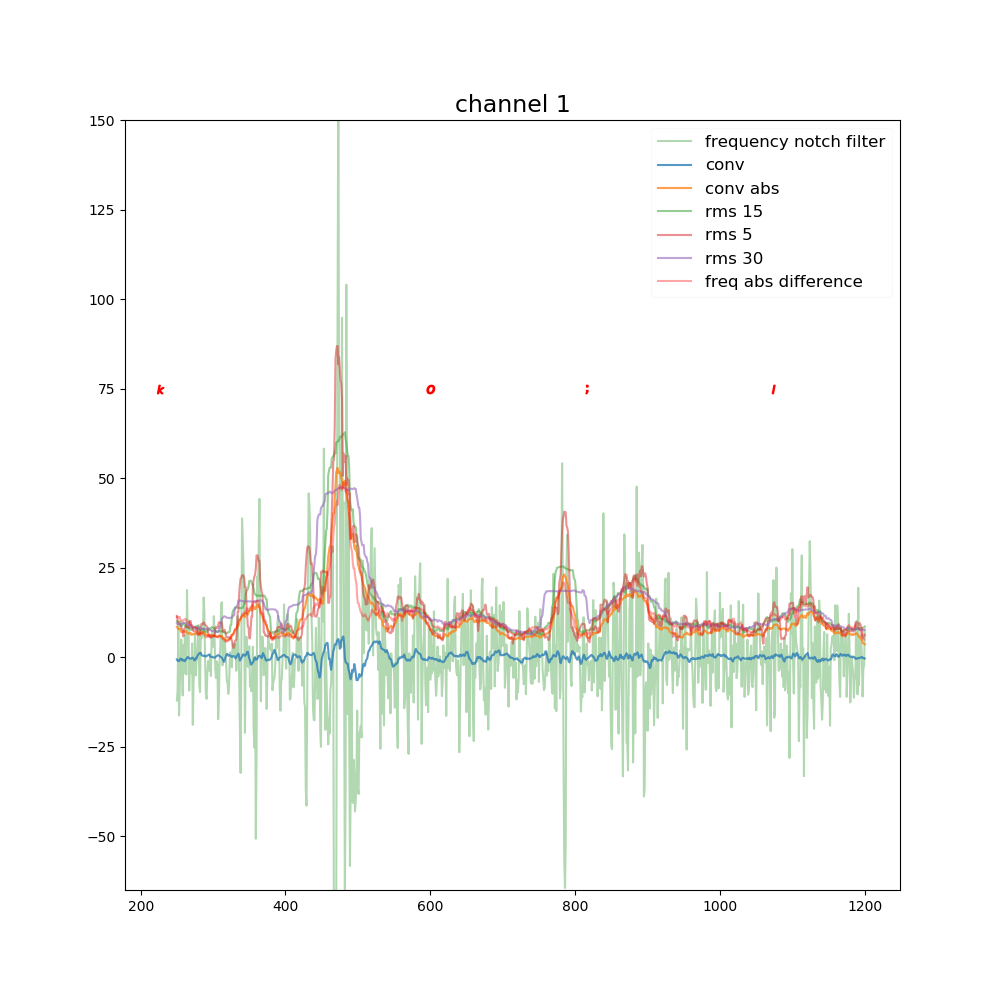 channel 1
150
125
100
75
50
25
0
−25
−50
frequency notch filter
conv
conv abs
rms 15
rms 5
rms 30
freq abs difference
k o ; l
200 400 600 800 1000 1200